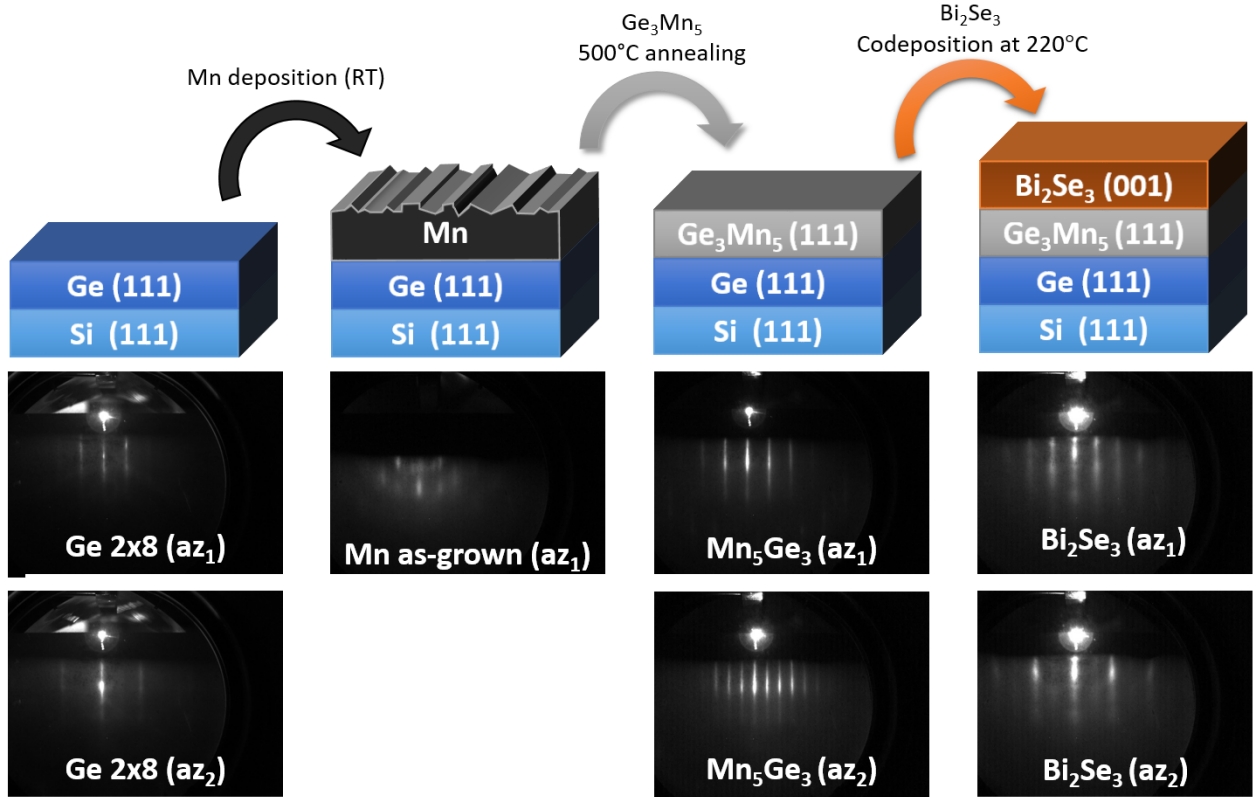 Mn deposition (RT)
Ge₃Mn₅
500°C annealing
Bi₂Se₃
Codeposition at 220°C
Ge (111)
Si (111)
Mn
Ge (111)
Si (111)
Ge₃Mn₅ (111)
Ge (111)
Si (111)
Bi₂Se₃ (001)
Ge₃Mn₅ (111)
Ge (111)
Si (111)
Ge 2x8 (az₁)
Mn as-grown (az₁)
Mn₅Ge₃ (az₁)
Bi₂Se₃ (az₁)
Ge 2x8 (az₂)
Mn₅Ge₃ (az₂)
Bi₂Se₃ (az₂)